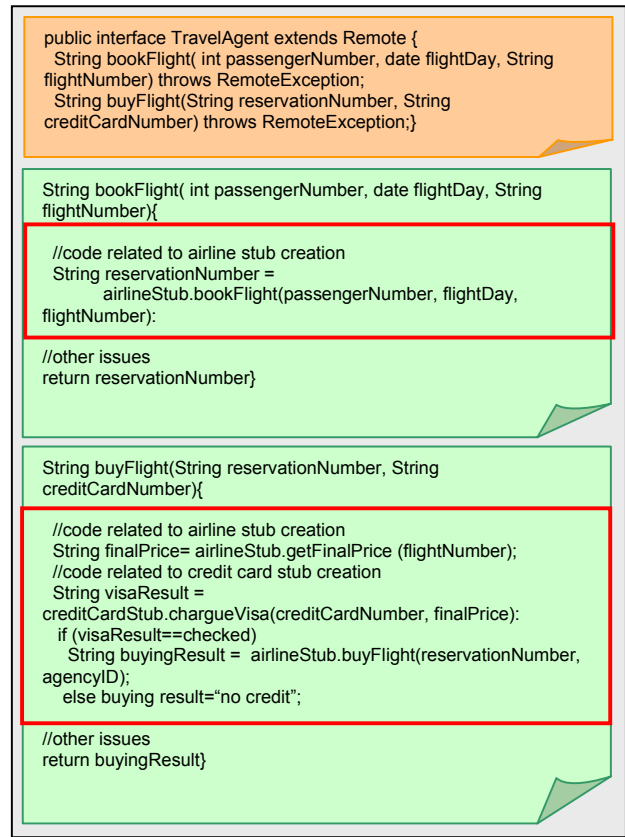 public interface TravelAgent extends Remote {
String bookFlight( int passengerNumber, date flightDay, String
flightNumber) throws RemoteException;
String buyFlight(String reservationNumber, String
creditCardNumber) throws RemoteException;}
String bookFlight( int passengerNumber, date flightDay, String
flightNumber){
//code related to airline stub creation
String reservationNumber =
airlineStub.bookFlight(passengerNumber, flightDay,
flightNumber):
//other issues
return reservationNumber}
String buyFlight(String reservationNumber, String
creditCardNumber){
//code related to airline stub creation
String finalPrice= airlineStub.getFinalPrice (flightNumber);
//code related to credit card stub creation
String visaResult =
creditCardStub.chargueVisa(creditCardNumber, finalPrice):
if (visaResult==checked)
String buyingResult =  airlineStub.buyFlight(reservationNumber,
agencyID);
else buying result=“no credit”;
//other issues
return buyingResult}